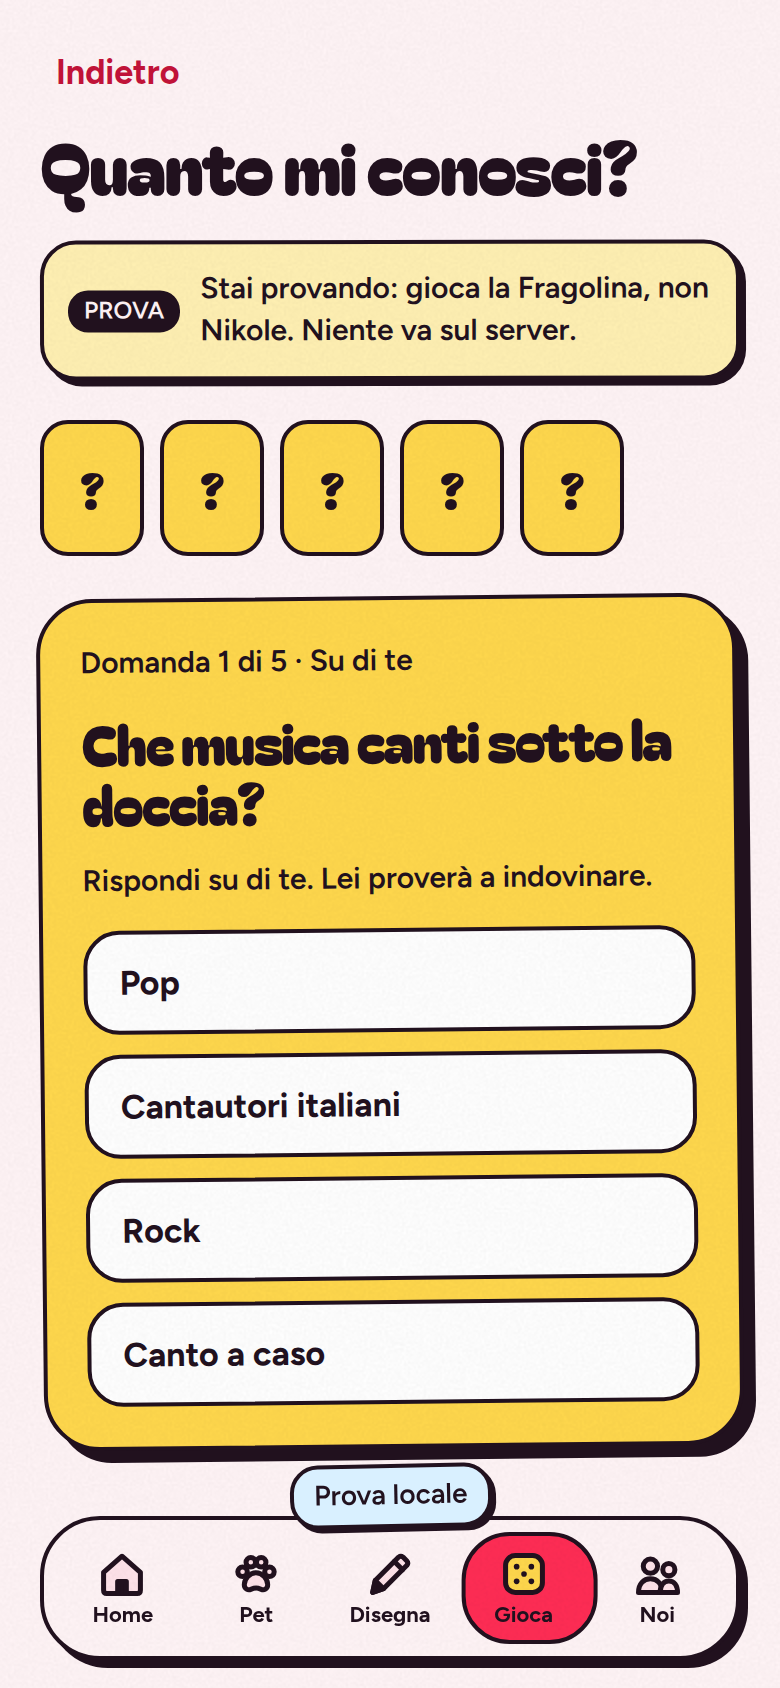 Indietro
Quanto mi conosci?
PROVA
Stai provando: gioca la Fragolina, non
Nikole. Niente va sul server.
? ? ? ? ?
Domanda 1 di 5 · Su di te
Che musica canti sotto la
doccia?
Rispondi su di te. Lei proverà a indovinare.
Pop
Cantautori italiani
Rock
Canto a caso
Prova locale
Home Pet Disegna Gioca Noi